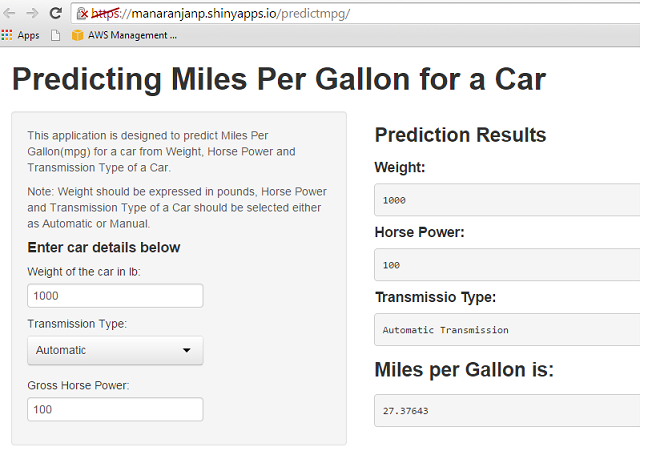 https://manaranjanp.shinyapps.io/predictmpg/
Apps
AWS Management ...
Predicting Miles Per Gallon for a Car
This application is designed to predict Miles Per
Gallon(mpg) for a car from Weight, Horse Power and
Transmission Type of a Car.
Note: Weight should be expressed in pounds, Horse Power
and Transmission Type of a Car should be selected either
as Automatic or Manual.
Enter car details below
Weight of the car in lb:
1000
Transmission Type:
Automatic
Gross Horse Power:
100
Prediction Results
Weight:
1000
Horse Power:
100
Transmissio Type:
Automatic Transmission
Miles per Gallon is:
27.37643